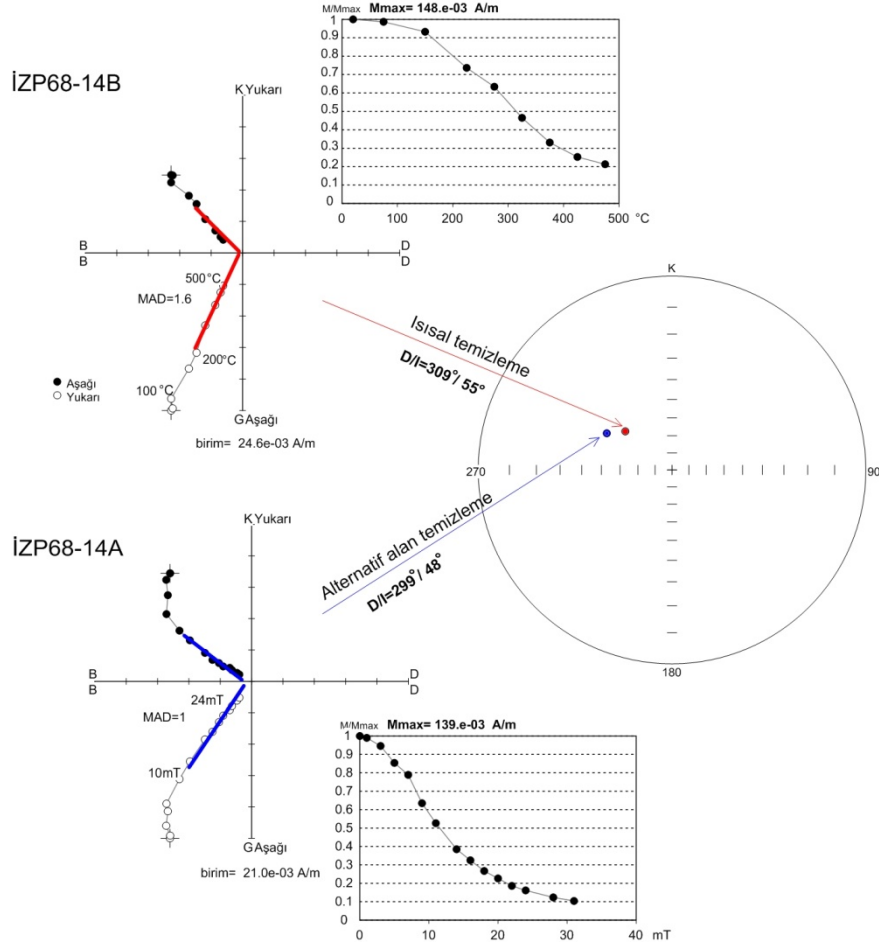 İZP68-14B
M/Mmax Mmax= 148.e-03 A/m
1
0.9
0.8
0.7
0.6
0.5
0.4
0.3
0.2
0.1
0
0 100 200 300 400 500 °C
K Yukarı
B D
B D
500°C
MAD=1.6
200°C
100 °C
Aşağı
Yukarı
G Aşağı
birim= 24.6e-03 A/m
Isısal temizleme
D/I=309°/ 55°
K
270 90
180
Alternatif alan temizleme
D/I=299°/ 48°
İZP68-14A
K Yukarı
B D
B D
24mT
MAD=1
10mT
G Aşağı
birim= 21.0e-03 A/m
M/Mmax Mmax= 139.e-03 A/m
1
0.9
0.8
0.7
0.6
0.5
0.4
0.3
0.2
0.1
0
0 10 20 30 40 mT